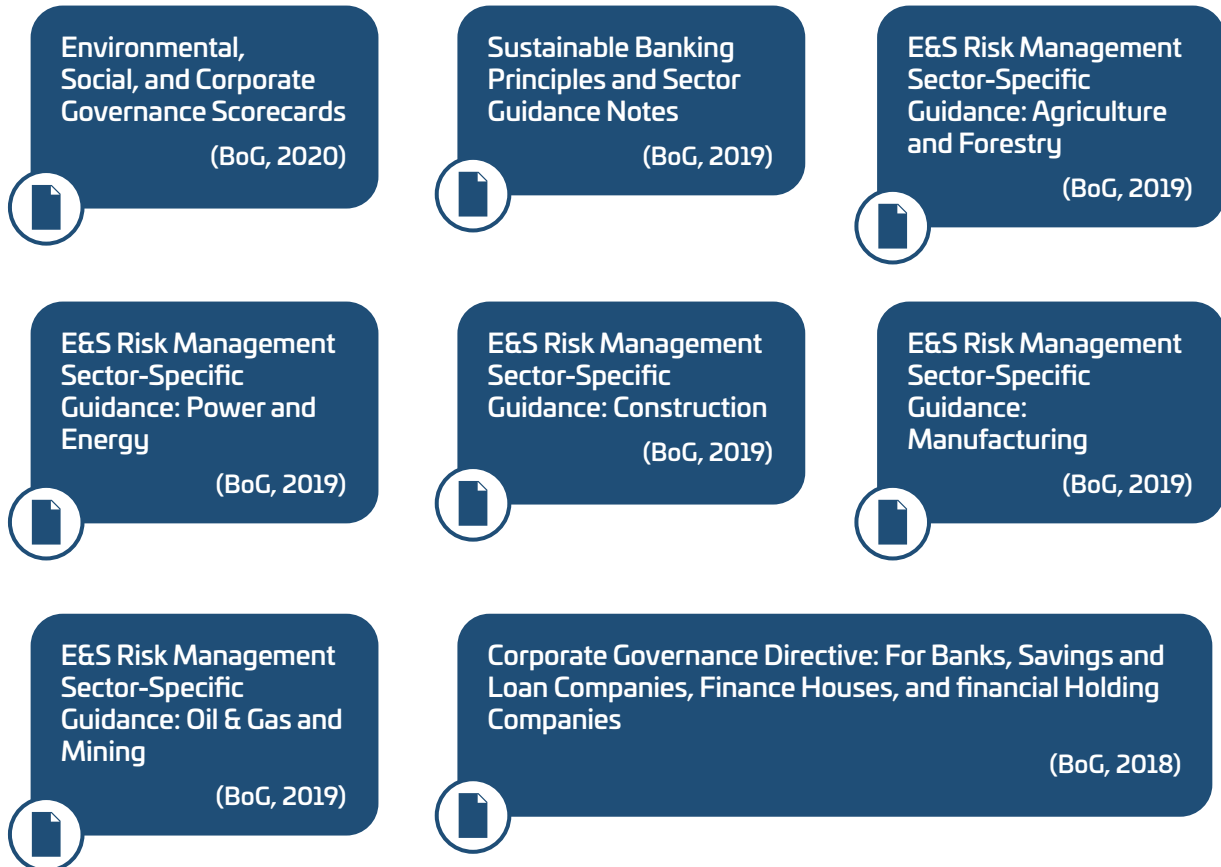 Environmental,
Social, and Corporate
Governance Scorecards
(BoG, 2020)
Sustainable Banking
Principles and Sector
Guidance Notes
(BoG, 2019)
E&S Risk Management
Sector-Specific
Guidance: Agriculture
and Forestry
(BoG, 2019)
E&S Risk Management
Sector-Specific
Guidance: Power and
Energy
(BoG, 2019)
E&S Risk Management
Sector-Specific
Guidance: Construction
(BoG, 2019)
E&S Risk Management
Sector-Specific
Guidance:
Manufacturing
(BoG, 2019)
E&S Risk Management
Sector-Specific
Guidance: Oil & Gas and
Mining
(BoG, 2019)
Corporate Governance Directive: For Banks, Savings and
Loan Companies, Finance Houses, and financial Holding
Companies
(BoG, 2018)